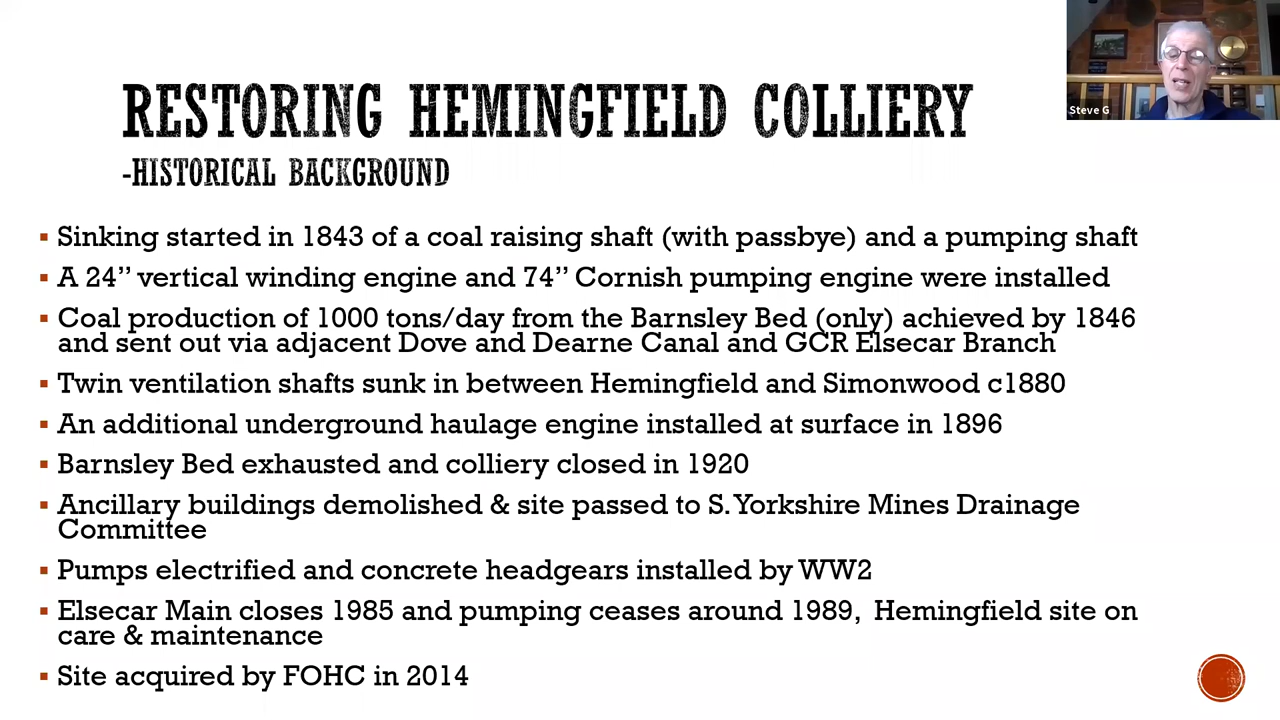 Steve G
RESTORING HEMINGFIELD COLLIERY
-HISTORICAL BACKGROUND
▪ Sinking started in 1843 of a coal raising shaft (with passbye) and a pumping shaft
▪ A 24” vertical winding engine and 74” Cornish pumping engine were installed
▪ Coal production of 1000 tons/day from the Barnsley Bed (only) achieved by 1846
and sent out via adjacent Dove and Dearne Canal and GCR Elsecar Branch
▪ Twin ventilation shafts sunk in between Hemingfield and Simonwood c1880
▪ An additional underground haulage engine installed at surface in 1896
▪ Barnsley Bed exhausted and colliery closed in 1920
▪ Ancillary buildings demolished & site passed to S. Yorkshire Mines Drainage
Committee
▪ Pumps electrified and concrete headgears installed by WW2
▪ Elsecar Main closes 1985 and pumping ceases around 1989, Hemingfield site on
care & maintenance
▪ Site acquired by FOHC in 2014